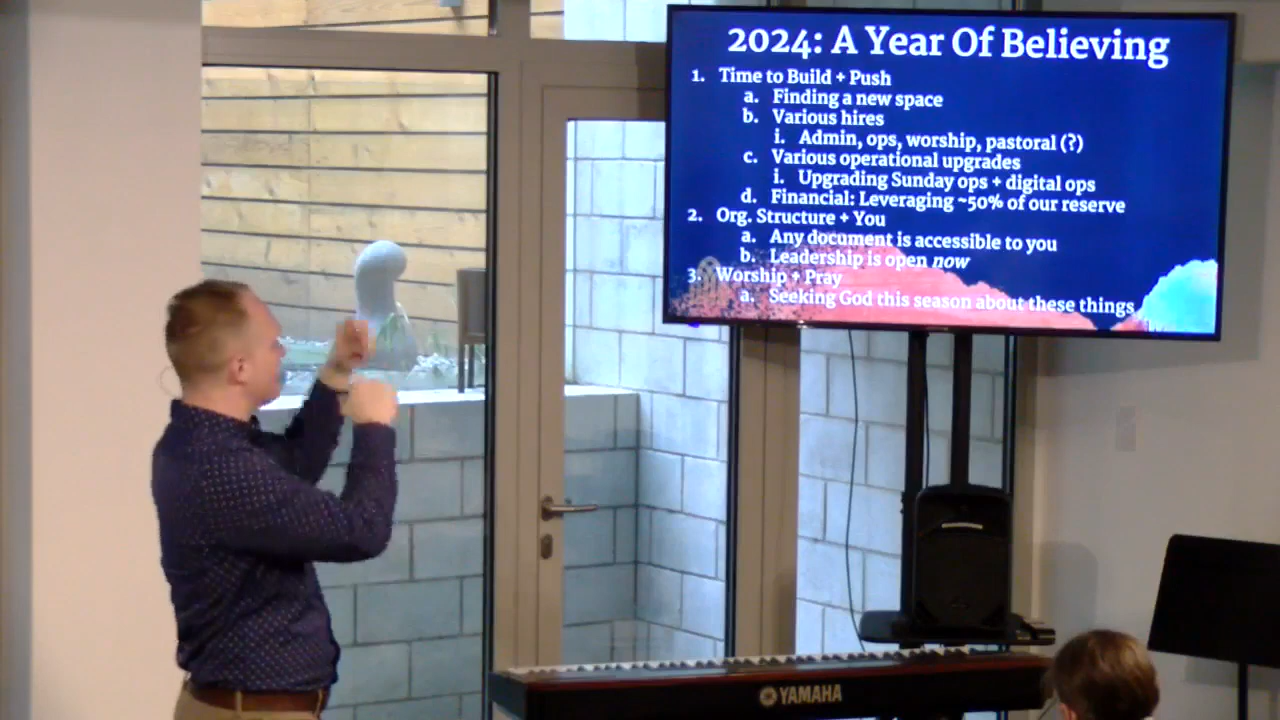 2024: A Year Of Believing
1. Time to Build + Push
a. Finding a new space
b. Various hires
i. Admin, ops, worship, pastoral (?)
c. Various operational upgrades
i. Upgrading Sunday ops + digital ops
d. Financial: Leveraging ~50% of our reserve
2. Org. Structure + You
a. Any document is accessible to you
b. Leadership is open now
3. Worship + Pray
a. Seeking God this season about these things
YAMAHA